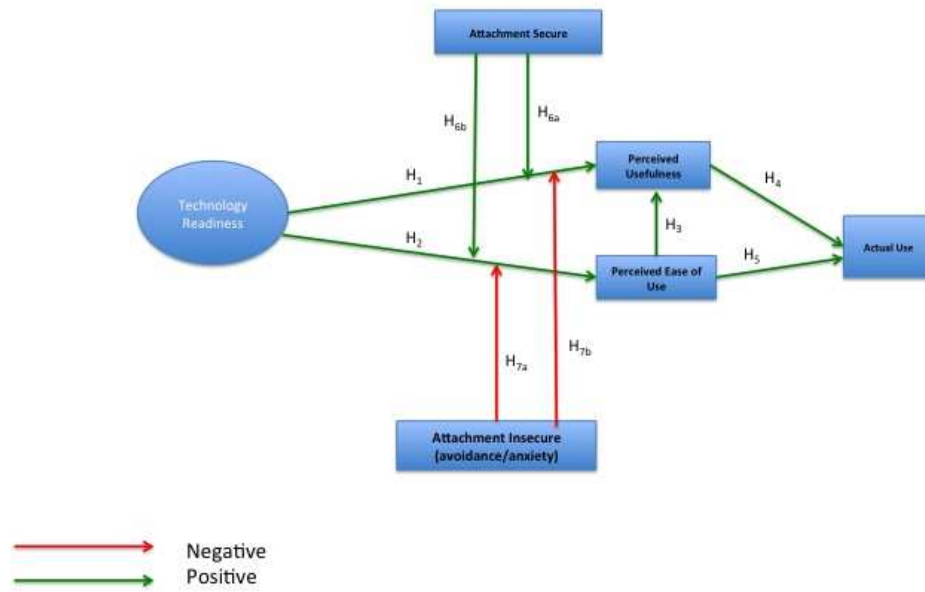 Attachment Secure
H6b
H6a
H1
Perceived
Usefulness
H4
Technology
Readiness
H2
H3
Actual Use
H5
Perceived Ease of
Use
H7b
H7a
Attachment Insecure
(avoidance/anxiety)
Negative
Positive